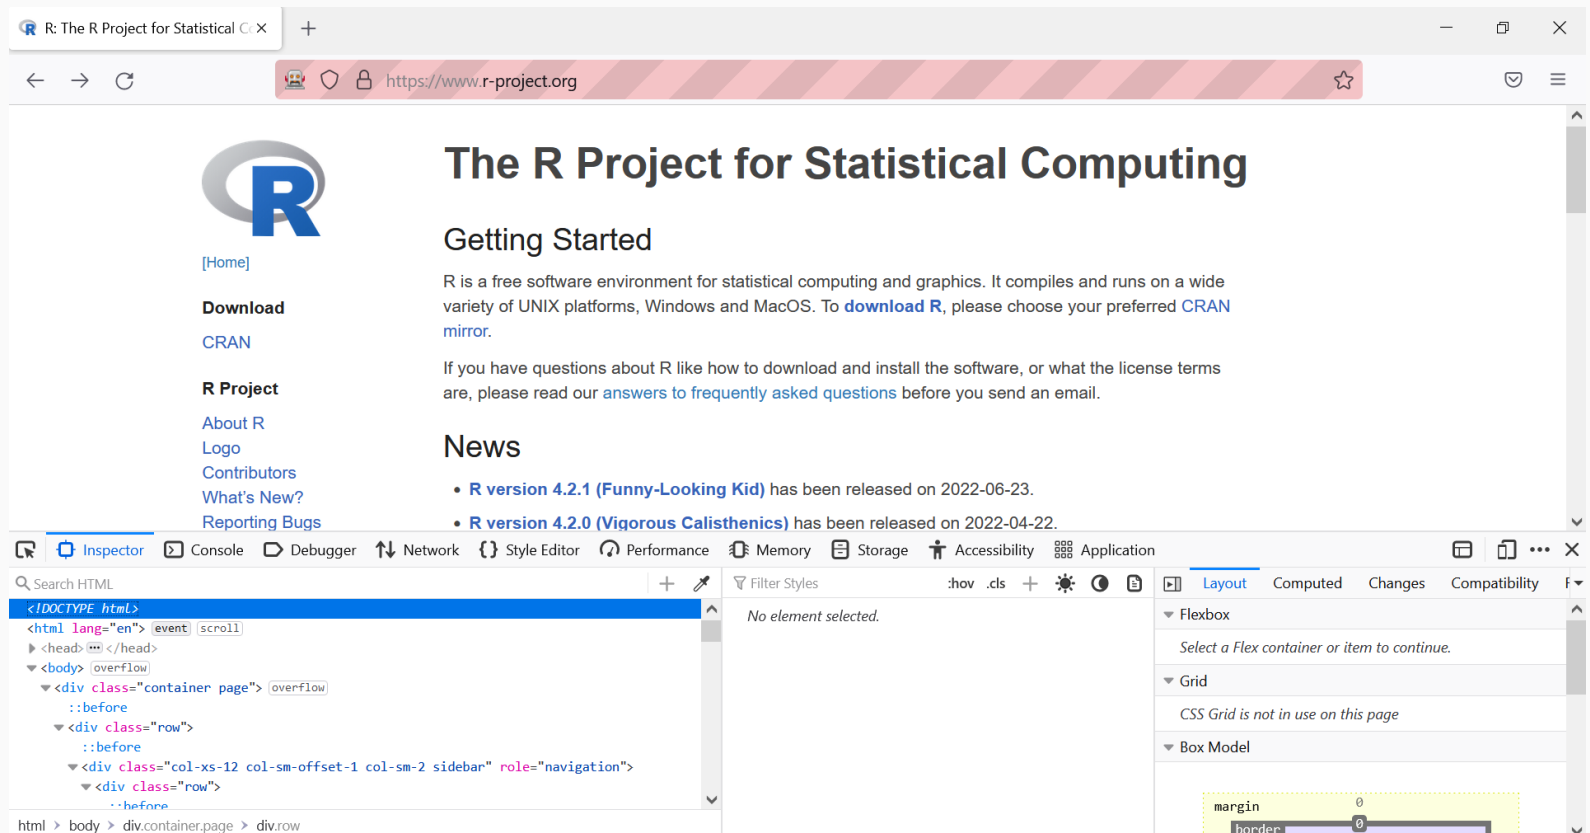 R: The R Project for Statistical Co
https://www.r-project.org
R
The R Project for Statistical Computing
[Home]
Download
CRAN
R Project
About R
Logo
Contributors
What's New?
Reporting Bugs
Getting Started
R is a free software environment for statistical computing and graphics. It compiles and runs on a wide
variety of UNIX platforms, Windows and MacOS. To download R, please choose your preferred CRAN
mirror.
If you have questions about R like how to download and install the software, or what the license terms
are, please read our answers to frequently asked questions before you send an email.
News
• R version 4.2.1 (Funny-Looking Kid) has been released on 2022-06-23.
• R version 4.2.0 (Vigorous Calisthenics) has been released on 2022-04-22.
Inspector Console Debugger Network {} Style Editor Performance Memory Storage Accessibility Application
Search HTML
<!DOCTYPE html>
<html lang="en"> event scroll
<head> ••• </head>
<body> overflow
<div class="container page"> overflow
::before
<div class="row">
::before
<div class="col-xs-12 col-sm-offset-1 col-sm-2 sidebar" role="navigation">
<div class="row">
::before
html > body > div.container.page > div.row
Filter Styles :hov .cls
No element selected.
Layout Computed Changes Compatibility
Flexbox
Select a Flex container or item to continue.
Grid
CSS Grid is not in use on this page
Box Model
margin 0
border 0